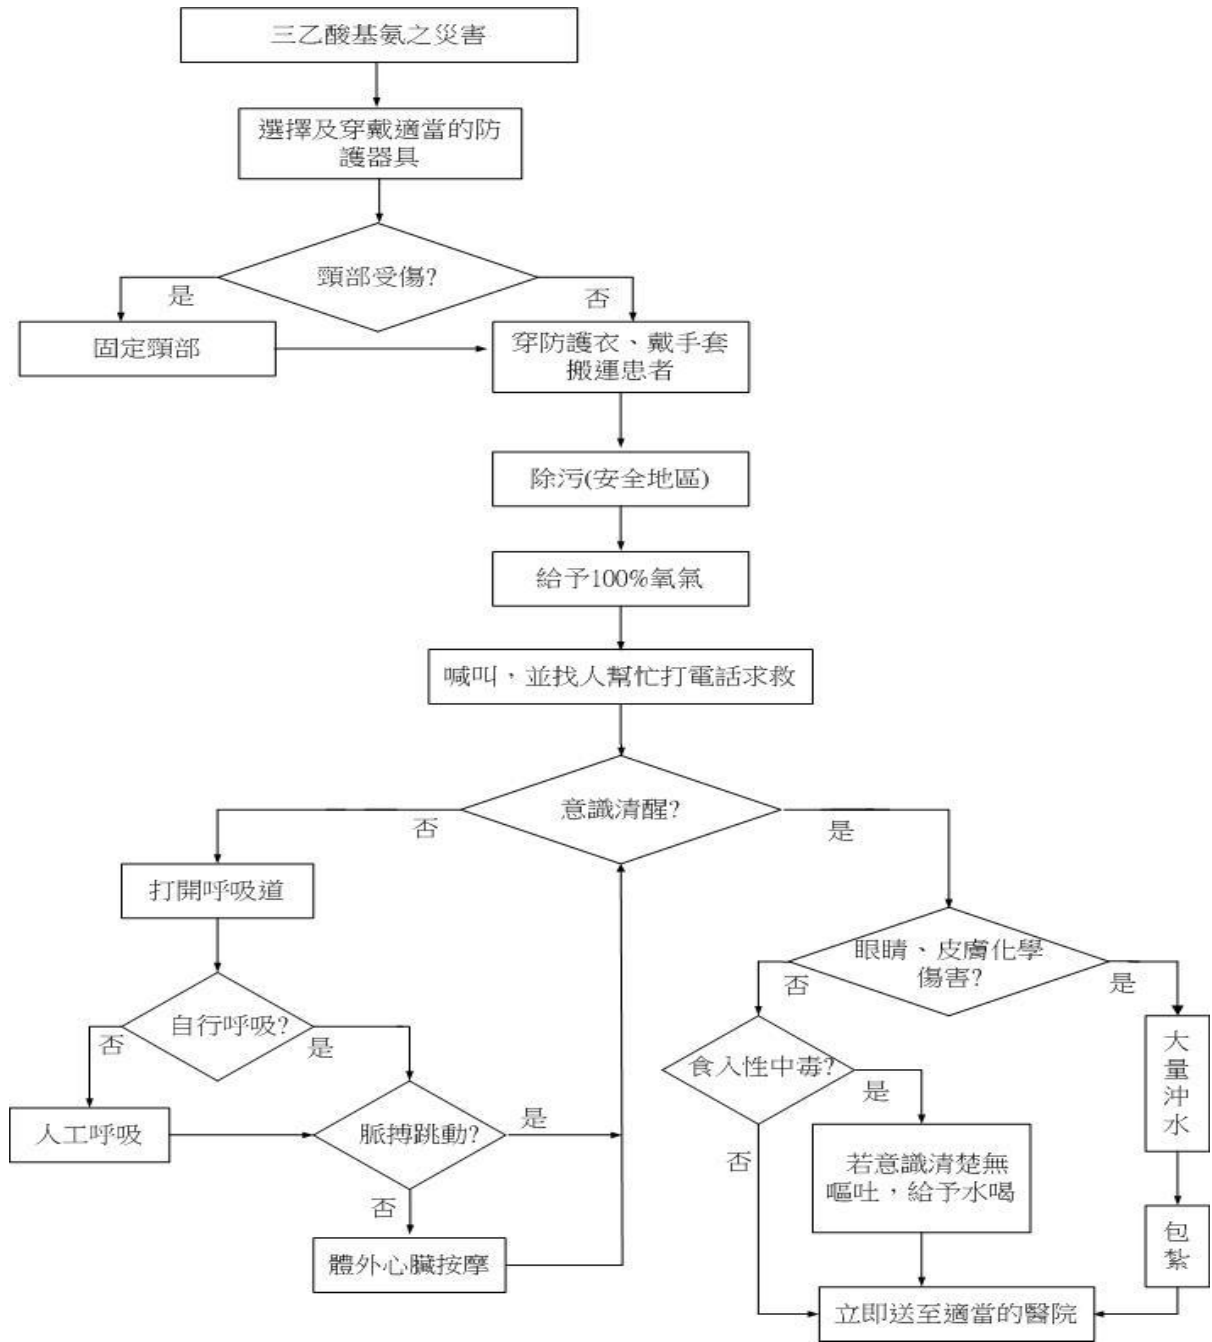 三乙酸基氨之災害
選擇及穿戴適當的防
護器具
頸部受傷?
是
否
固定頸部
穿防護衣、戴手套
搬運患者
除污(安全地區)
給予100%氧氣
喊叫，並找人幫忙打電話求救
意識清醒?
否
是
打開呼吸道
眼睛、皮膚化學
傷害?
否
是
自行呼吸?
否
是
食入性中毒?
是
否
大
量
沖
水
人工呼吸
脈搏跳動?
是
否
若意識清楚無
嘔吐，給予水喝
包
紮
體外心臟按摩
立即送至適當的醫院